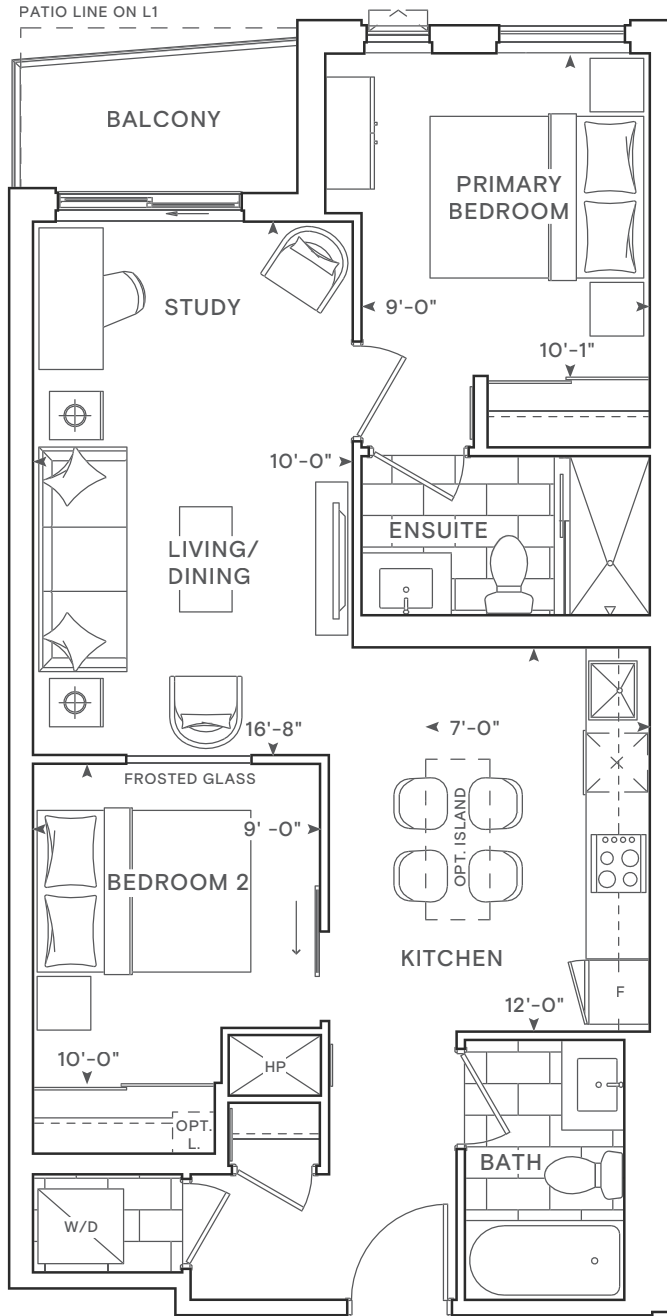 PATIO LINE ON L1
BALCONY
PRIMARY
BEDROOM
STUDY
9'-0"
10'-1"
10'-0"
ENSUITE
LIVING/
DINING
16'-8"
7'-0"
FROSTED GLASS
OPT. ISLAND
9' -0"
BEDROOM 2
KITCHEN
F
12'-0"
10'-0"
HP
OPT.
L.
BATH
W/D